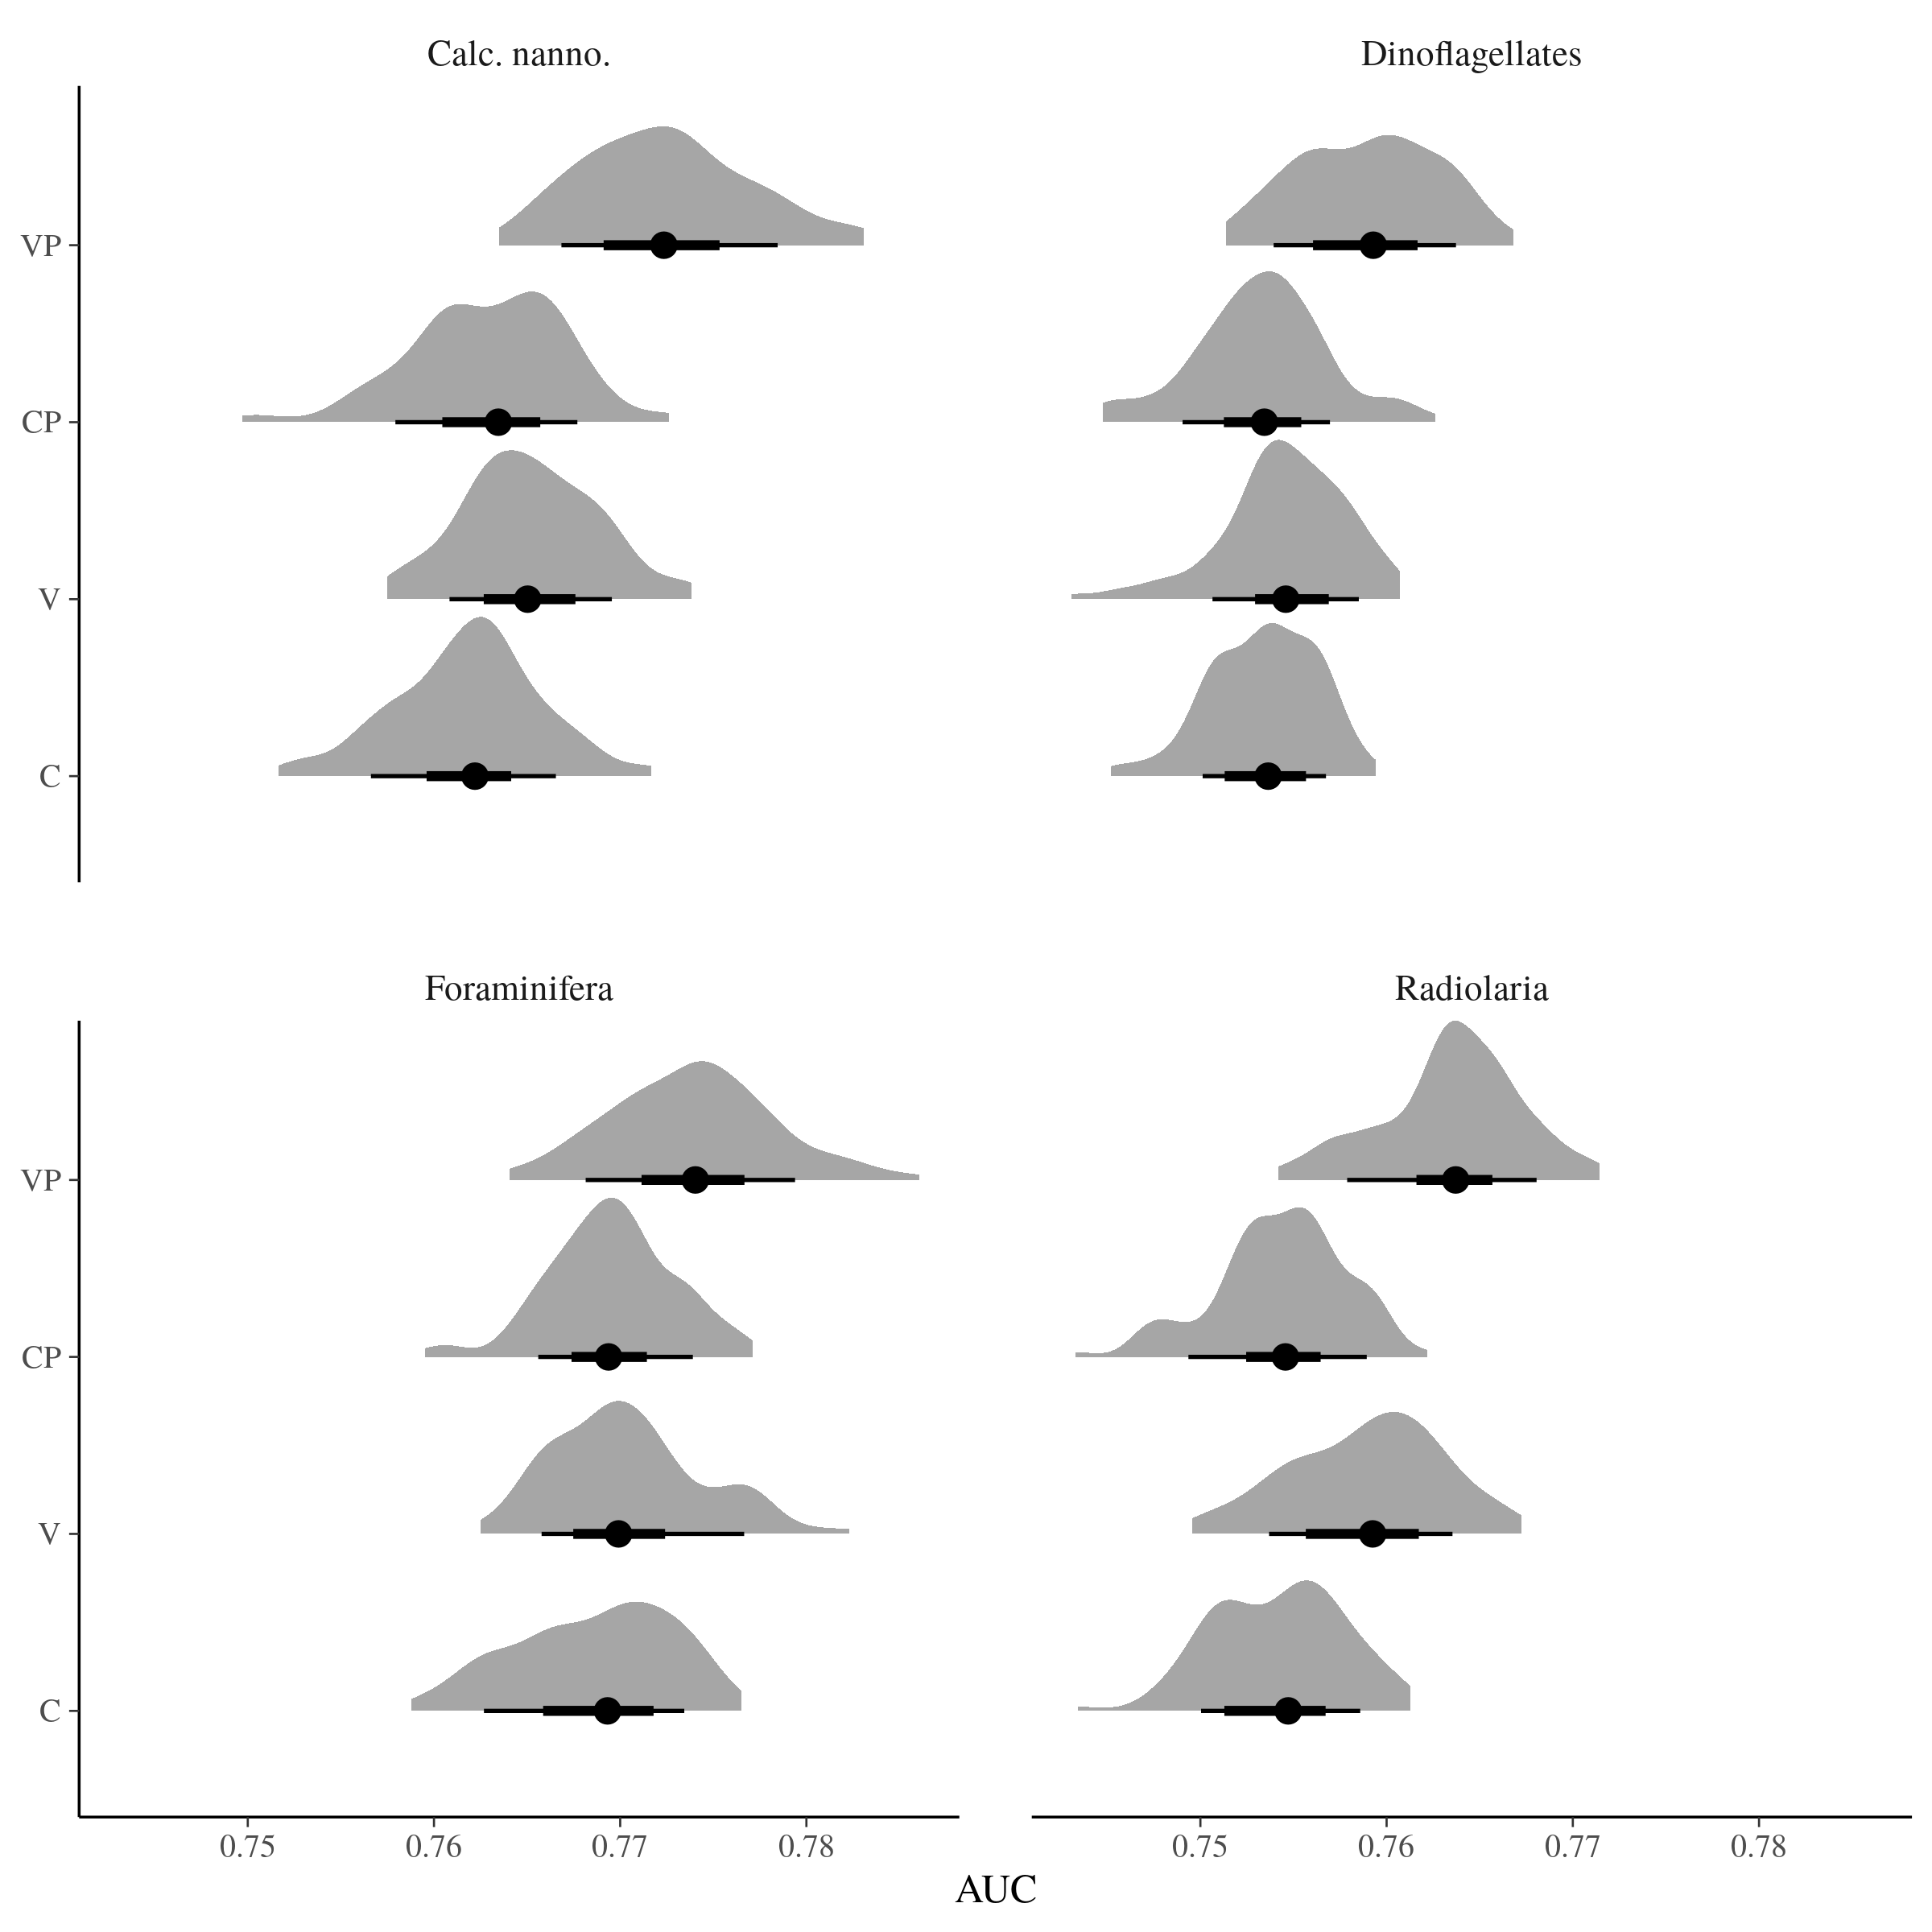 Calc. nanno. Dinoflagellates
VP
CP
V
C
Foraminifera Radiolaria
VP
CP
V
C
0.75 0.76 0.77 0.78 0.75 0.76 0.77 0.78
AUC